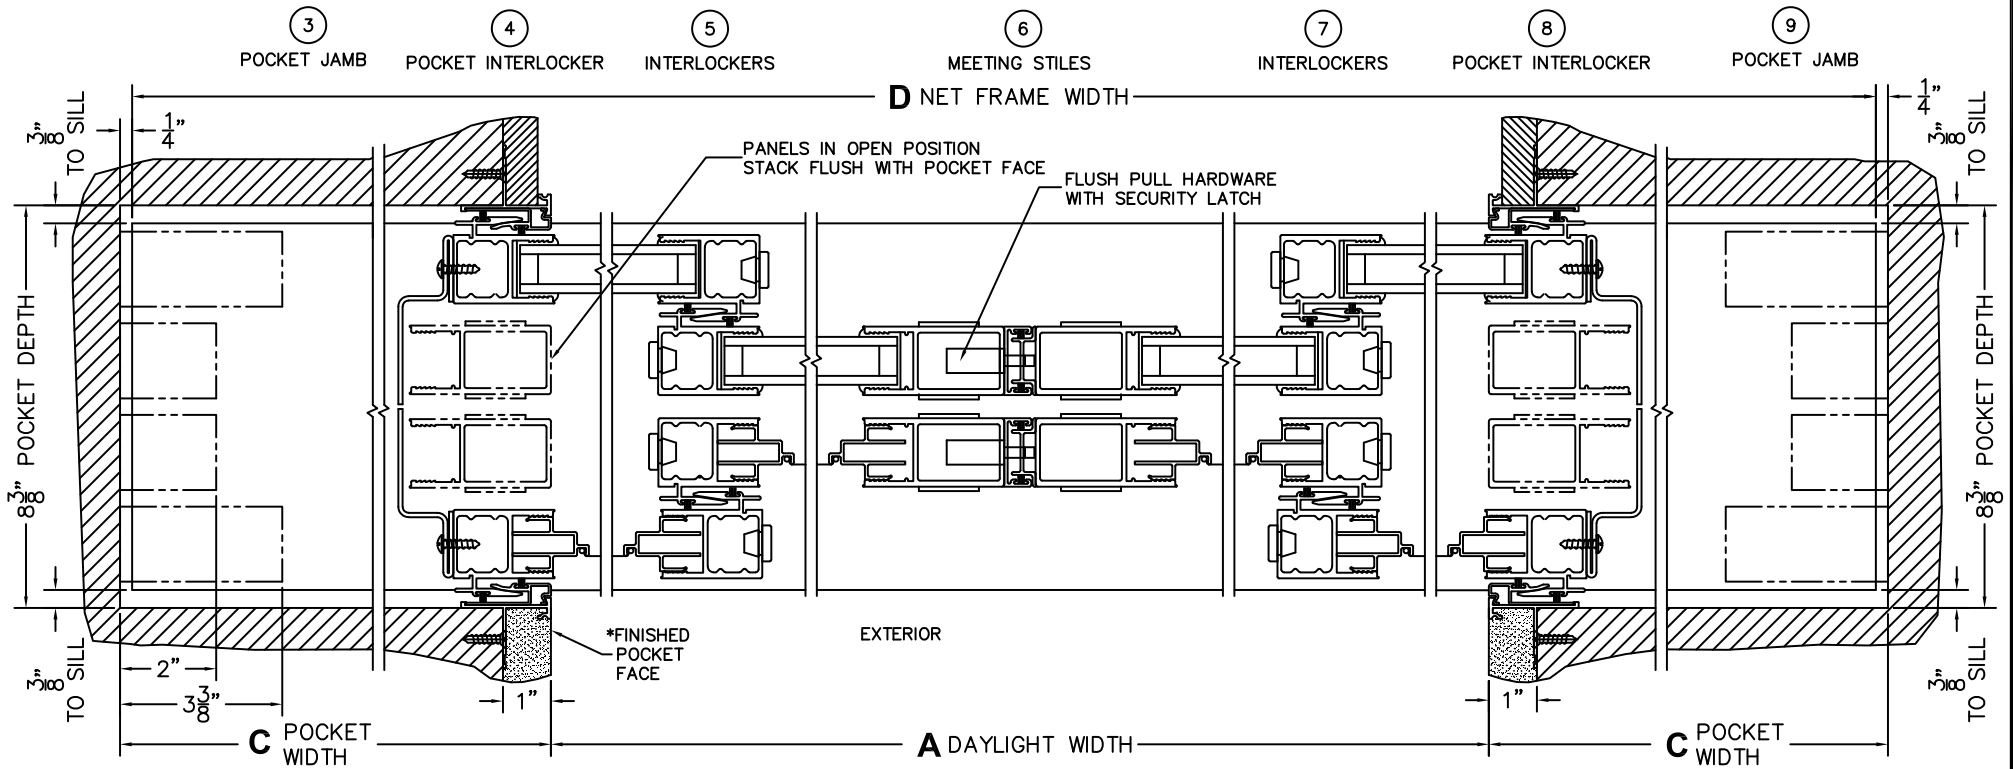 3
POCKET JAMB
4
POCKET INTERLOCKER
5
INTERLOCKERS
6
MEETING STILES
7
INTERLOCKERS
8
POCKET INTERLOCKER
9
POCKET JAMB
D NET FRAME WIDTH
1/4"
1/4"
3/8" TO SILL
3/8" TO SILL
PANELS IN OPEN POSITION
STACK FLUSH WITH POCKET FACE
FLUSH PULL HARDWARE
WITH SECURITY LATCH
8 3/8" POCKET DEPTH
8 3/8" POCKET DEPTH
*FINISHED
POCKET
FACE
EXTERIOR
3/8" TO SILL
3/8" TO SILL
2"
3 3/8"
1"
1"
C POCKET
WIDTH
A DAYLIGHT WIDTH
C POCKET
WIDTH